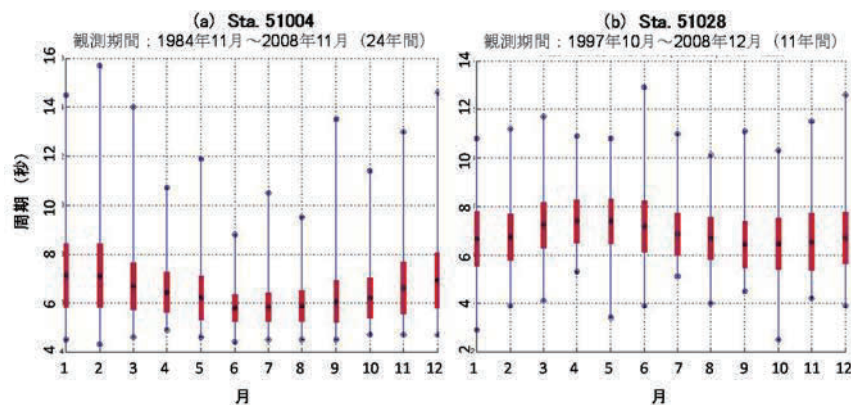 (a) Sta. 51004
観測期間：1984年11月～2008年11月（24年間）
周期（秒）
16
14
12
10
8
6
4
1 2 3 4 5 6 7 8 9 10 11 12
月
(b) Sta. 51028
観測期間：1997年10月～2008年12月（11年間）
14
12
10
8
6
4
2
1 2 3 4 5 6 7 8 9 10 11 12
月